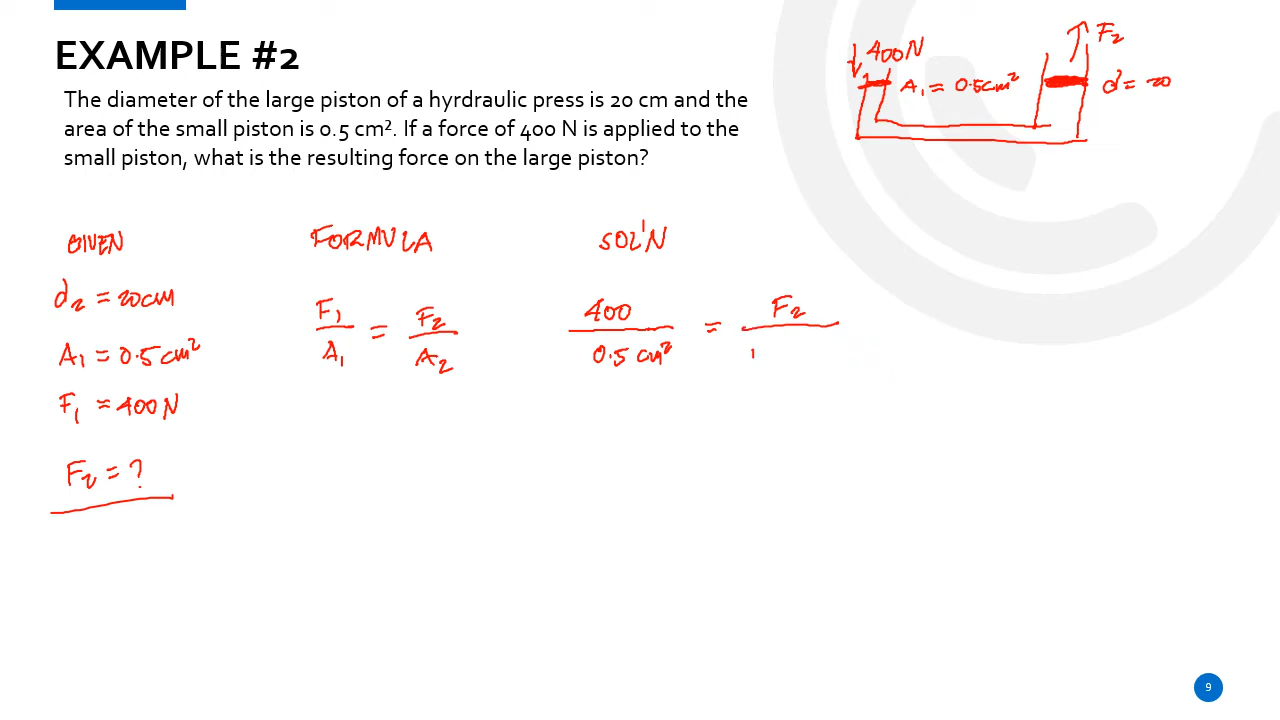 EXAMPLE #2
The diameter of the large piston of a hyrdraulic press is 20 cm and the
area of the small piston is 0.5 cm². If a force of 400 N is applied to the
small piston, what is the resulting force on the large piston?
↓ 400N
A₁ = 0.5cm²
↑ F₂
d = 20
GIVEN
d₂ = 20cm
A₁ = 0.5 cm²
F₁ = 400 N
F₂ = ?
FORMULA
F₁/A₁ = F₂/A₂
SOL'N
400/0.5 cm² = F₂/
9